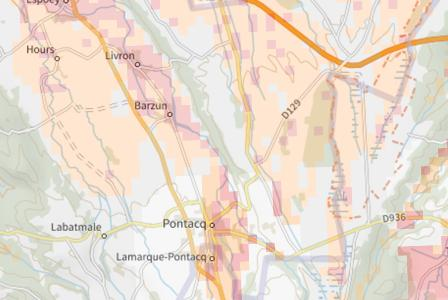 Espoey
Hours
Livron
Barzun
D129
Pontacq
D936
Labatmale
Lamarque-Pontacq